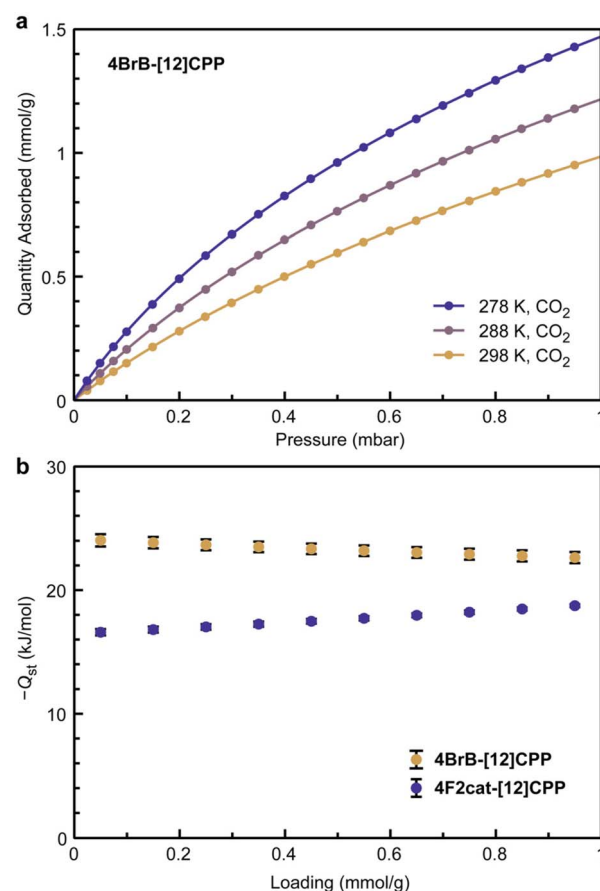 a
4BrB-[12]CPP
Quantity Adsorbed (mmol/g)
1.5
1
0.5
0
278 K, CO2
288 K, CO2
298 K, CO2
0.2
0.4
0.6
0.8
1
Pressure (mbar)
b
−Qst (kJ/mol)
30
20
10
0
4BrB-[12]CPP
4F2cat-[12]CPP
0
0.2
0.4
0.6
0.8
1
Loading (mmol/g)